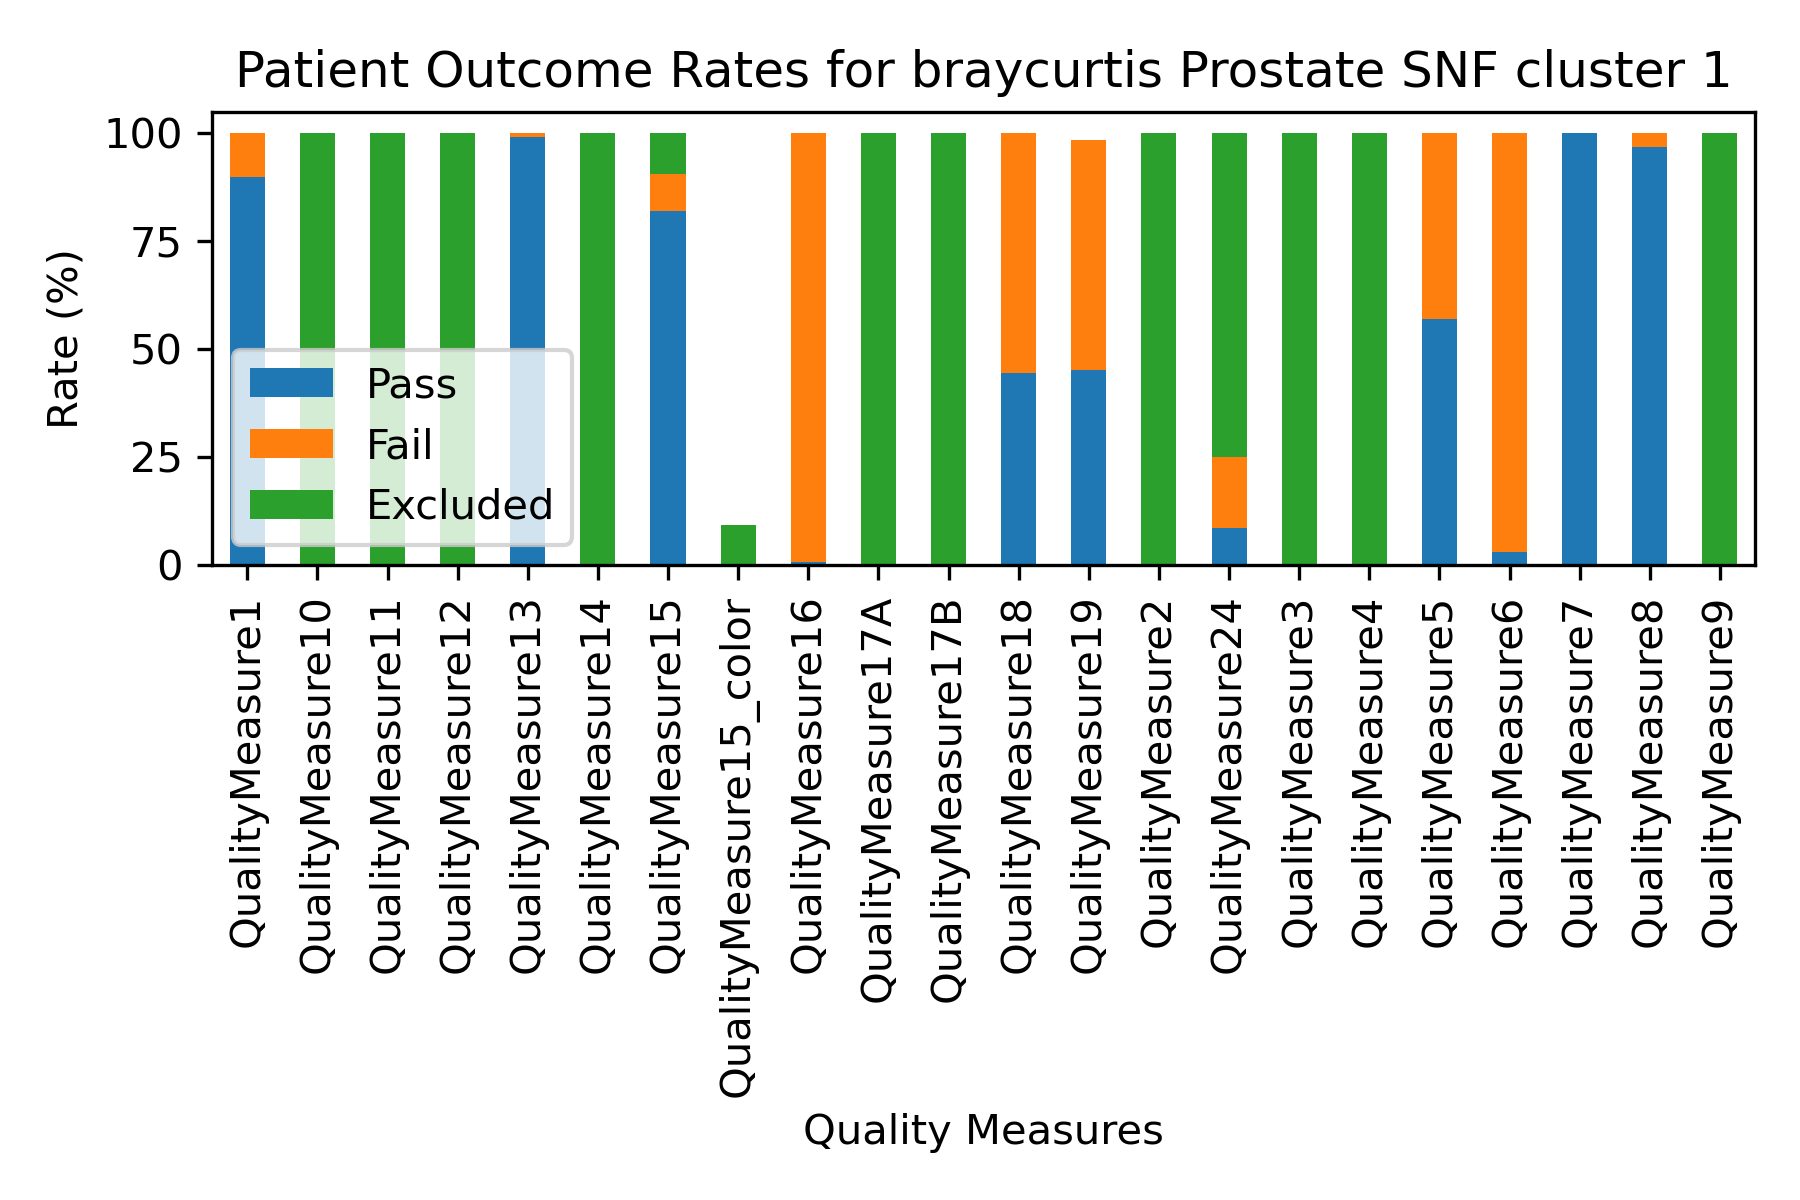 Patient Outcome Rates for braycurtis Prostate SNF cluster 1
Rate (%)
100
75
50
25
0
Pass
Fail
Excluded
QualityMeasure1
QualityMeasure10
QualityMeasure11
QualityMeasure12
QualityMeasure13
QualityMeasure14
QualityMeasure15
QualityMeasure15_color
QualityMeasure16
QualityMeasure17A
QualityMeasure17B
QualityMeasure18
QualityMeasure19
QualityMeasure2
QualityMeasure24
QualityMeasure3
QualityMeasure4
QualityMeasure5
QualityMeasure6
QualityMeasure7
QualityMeasure8
QualityMeasure9
Quality Measures